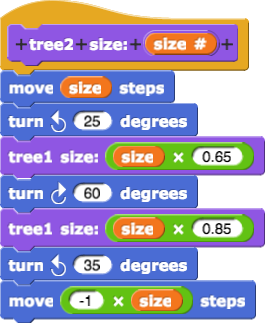 + tree2 size: + size # +
move size steps
turn ↺ 25 degrees
tree1 size: size × 0.65
turn ↻ 60 degrees
tree1 size: size × 0.85
turn ↺ 35 degrees
move -1 × size steps